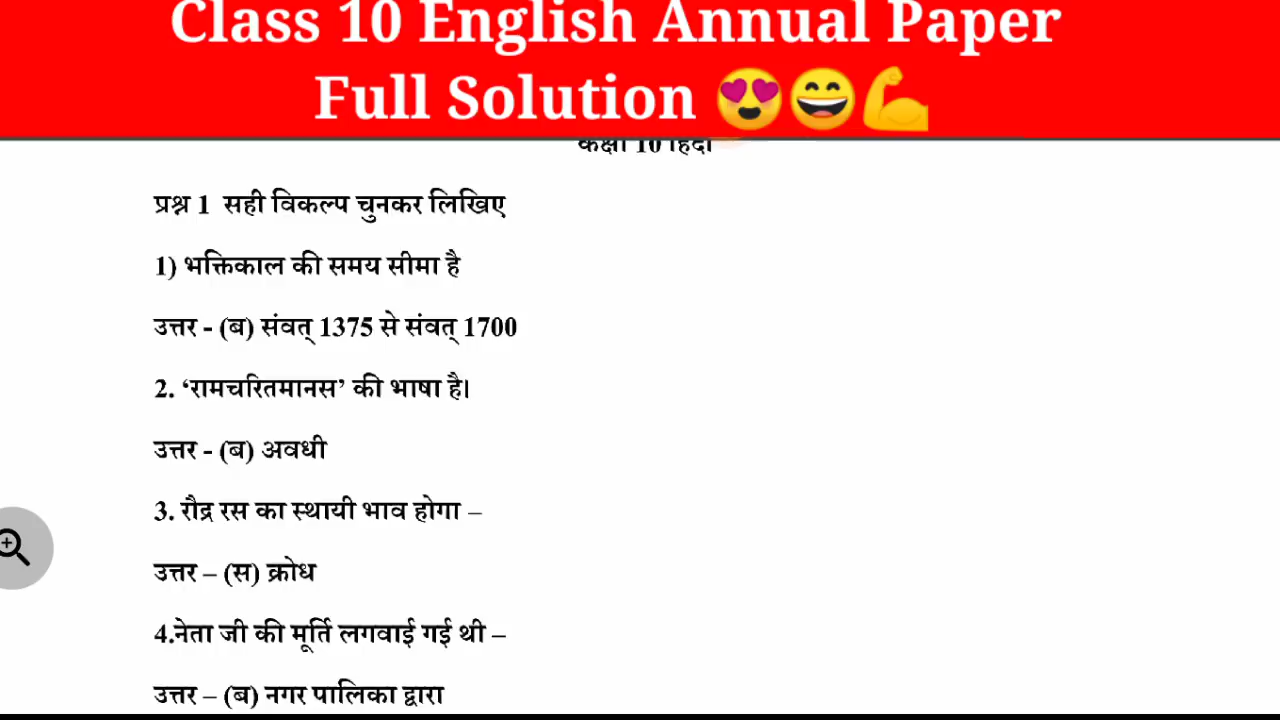 Class 10 English Annual Paper
Full Solution 😍😄💪
कक्षा 10 हिंदी
प्रश्न 1 सही विकल्प चुनकर लिखिए
1) भक्तिकाल की समय सीमा है
उत्तर - (ब) संवत् 1375 से संवत् 1700
2. ‘रामचरितमानस’ की भाषा है।
उत्तर - (ब) अवधी
3. रौद्र रस का स्थायी भाव होगा –
उत्तर – (स) क्रोध
4.नेता जी की मूर्ति लगवाई गई थी –
उत्तर – (ब) नगर पालिका द्वारा